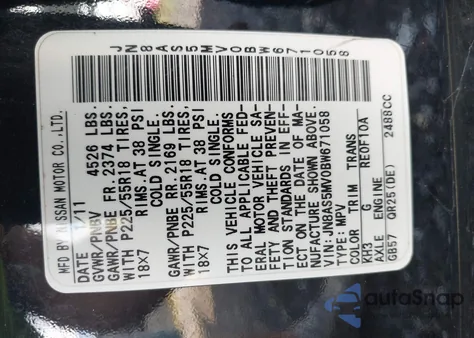 JN8AS5MV0BW671058
MFD BY NISSAN MOTOR CO.,LTD.
DATE 1/11
GVWR/PNBV 4526 LBS.
GAWR/PNBE FR.2374 LBS.
WITH P225/55R18 TIRES,
18X7 RIMS,AT 38 PSI
COLD SINGLE.
GAWR/PNBE RR.2169 LBS.
WITH P225/55R18 TIRES,
18X7 RIMS,AT 38 PSI
COLD SINGLE.
THIS VEHICLE CONFORMS
TO ALL APPLICABLE FED-
ERAL MOTOR VEHICLE SA-
FETY AND THEFT PREVEN-
TION STANDARDS IN EFF-
ECT ON THE DATE OF MA-
NUFACTURE SHOWN ABOVE.
VIN:JN8AS5MV0BW671058
TYPE:MPV
COLOR TRIM TRANS
KH3 G RE0F10A
AXLE ENGINE
GB57 QR25(DE) 2488CC
autoSnap